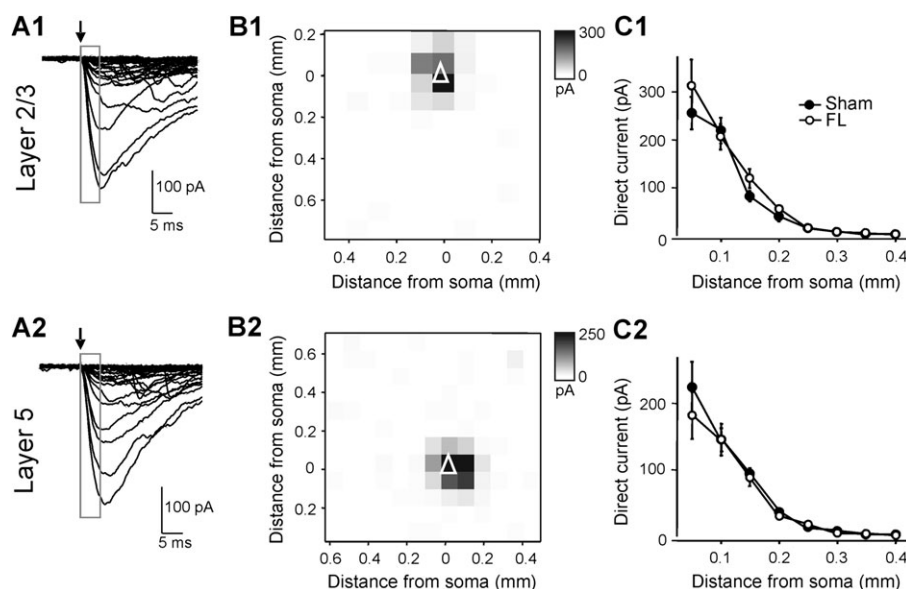 A1
Layer 2/3
100 pA
5 ms
B1
Distance from soma (mm)
0.2
0
0.2
0.4
0.6
0.4 0.2 0 0.2 0.4
Distance from soma (mm)
300
0
pA
C1
Direct current (pA)
300
200
100
0
Sham
FL
0.1 0.2 0.3 0.4
Distance from soma (mm)
A2
Layer 5
100 pA
5 ms
B2
Distance from soma (mm)
0.6
0.4
0.2
0
0.2
0.6 0.4 0.2 0 0.2 0.4 0.6
Distance from soma (mm)
250
0
pA
C2
Direct current (pA)
200
100
0
0.1 0.2 0.3 0.4
Distance from soma (mm)